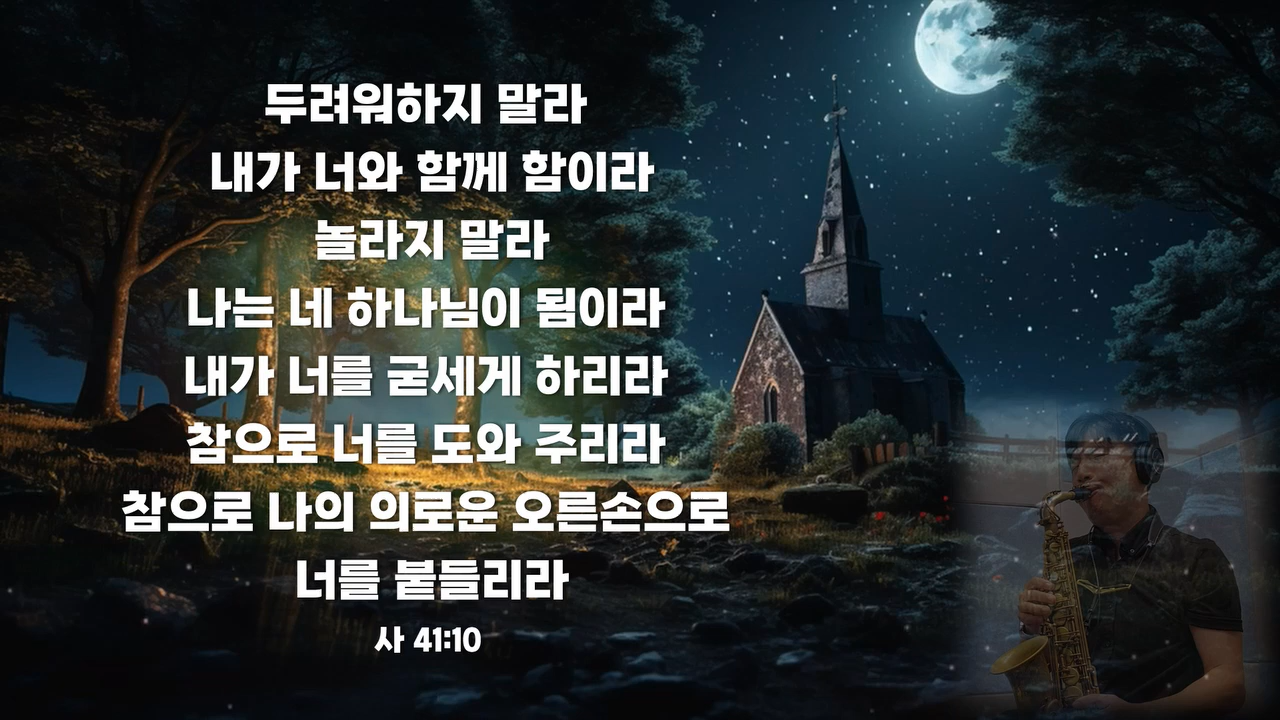 두려워하지 말라
내가 너와 함께 함이라
놀라지 말라
나는 네 하나님이 됨이라
내가 너를 굳세게 하리라
참으로 너를 도와 주리라
참으로 나의 의로운 오른손으로
너를 붙들리라
사 41:10